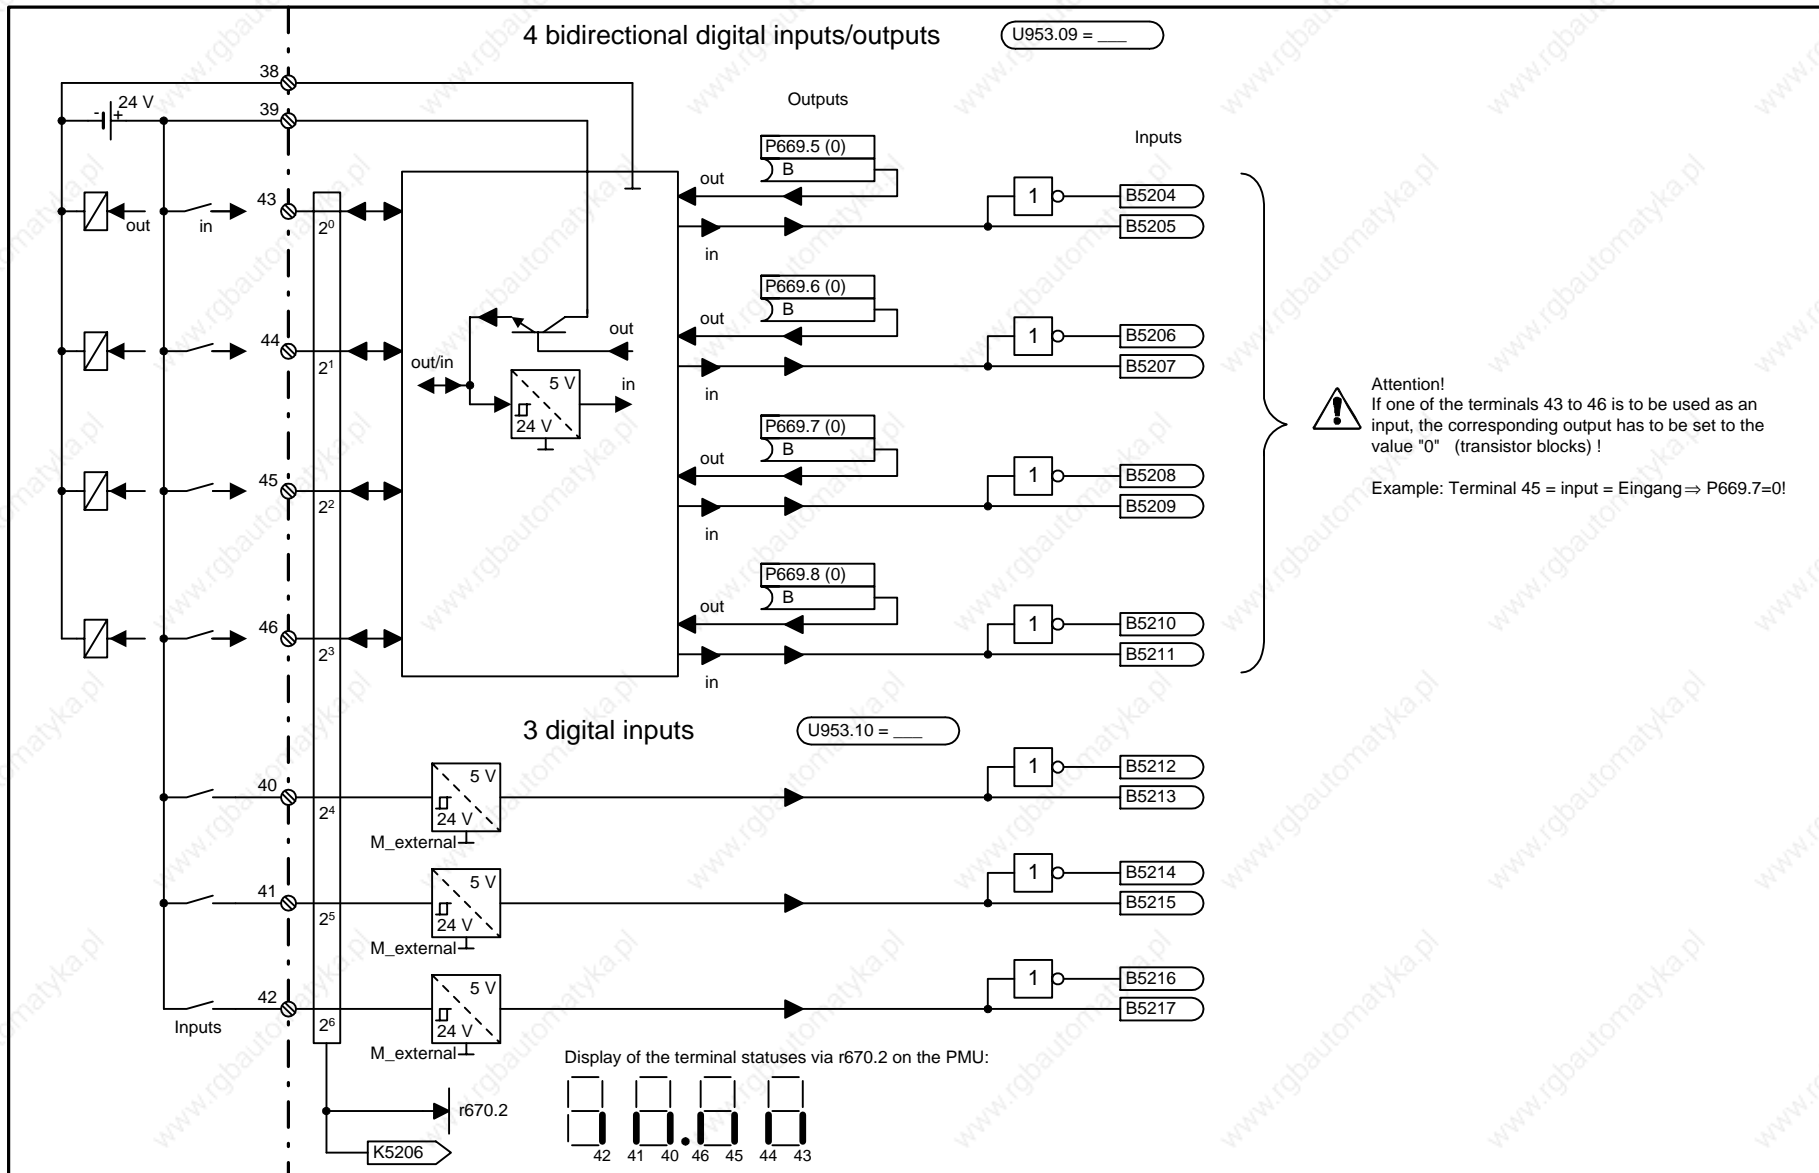 4 bidirectional digital inputs/outputs
U953.09 = ___
38
24 V
- +
39
Outputs
Inputs
P669.5 (0)
B
out
in
43
out
in
2⁰
1
B5204
B5205
P669.6 (0)
B
out
in
44
2¹
1
B5206
B5207
out
out/in
5 V
24 V
in
Attention!
If one of the terminals 43 to 46 is to be used as an
input, the corresponding output has to be set to the
value "0" (transistor blocks) !
Example: Terminal 45 = input = Eingang ⇒ P669.7=0!
P669.7 (0)
B
out
in
45
2²
1
B5208
B5209
P669.8 (0)
B
out
in
46
2³
1
B5210
B5211
3 digital inputs
U953.10 = ___
40
2⁴
5 V
24 V
M_external
1
B5212
B5213
41
2⁵
5 V
24 V
M_external
1
B5214
B5215
42
Inputs
2⁶
5 V
24 V
M_external
1
B5216
B5217
Display of the terminal statuses via r670.2 on the PMU:
r670.2
K5206
42 41 40 46 45 44 43
www.rgbautomatyka.pl